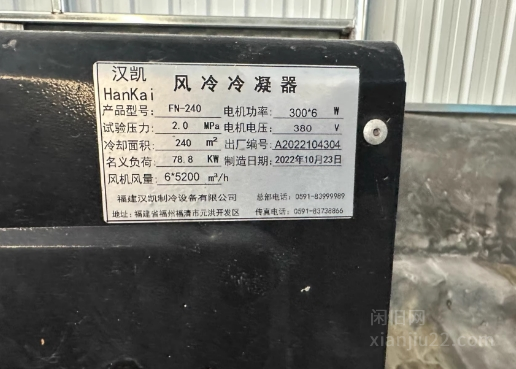 汉凯
HanKai
风冷冷凝器
产品型号: FN-240 电机功率: 300*6 W
试验压力: 2.0 MPa 电机电压: 380 V
冷却面积: 240 m² 出厂编号: A2022104304
名义负荷: 78.8 KW 制造日期: 2022年10月23日
风机风量: 6*5200 m³/h
福建汉凯制冷设备有限公司 总部电话: 0591-83999989
地址: 福建省福州福清市元洪开发区 传真电话: 0591-83738866
闲旧网
xianjiu22.com